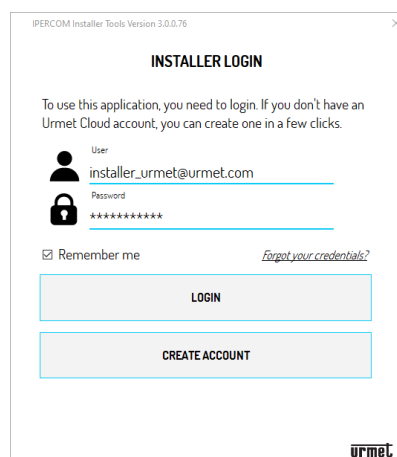 IPERCOM Installer Tools Version 3.0.0.76
INSTALLER LOGIN
To use this application, you need to login. If you don't have an
Urmet Cloud account, you can create one in a few clicks.
User
installer_urmet@urmet.com
Password
***********
Remember me
Forgot your credentials?
LOGIN
CREATE ACCOUNT
urmet